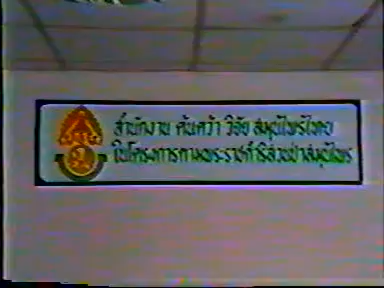 สำนักงาน ค้นคว้า วิจัย สมุนไพรไทย
ในโครงการตามพระราชดำริสวนป่าสมุนไพร